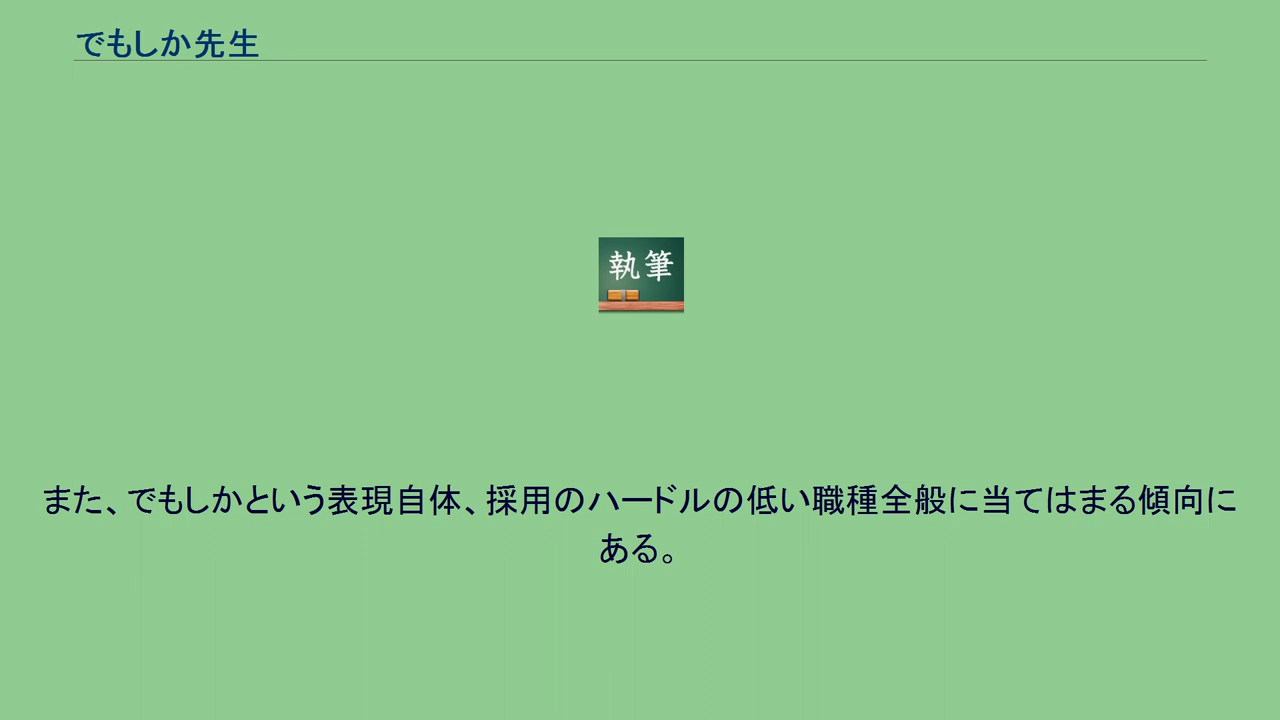 でもしか先生
執筆
また、でもしかという表現自体、採用のハードルの低い職種全般に当てはまる傾向に
ある。